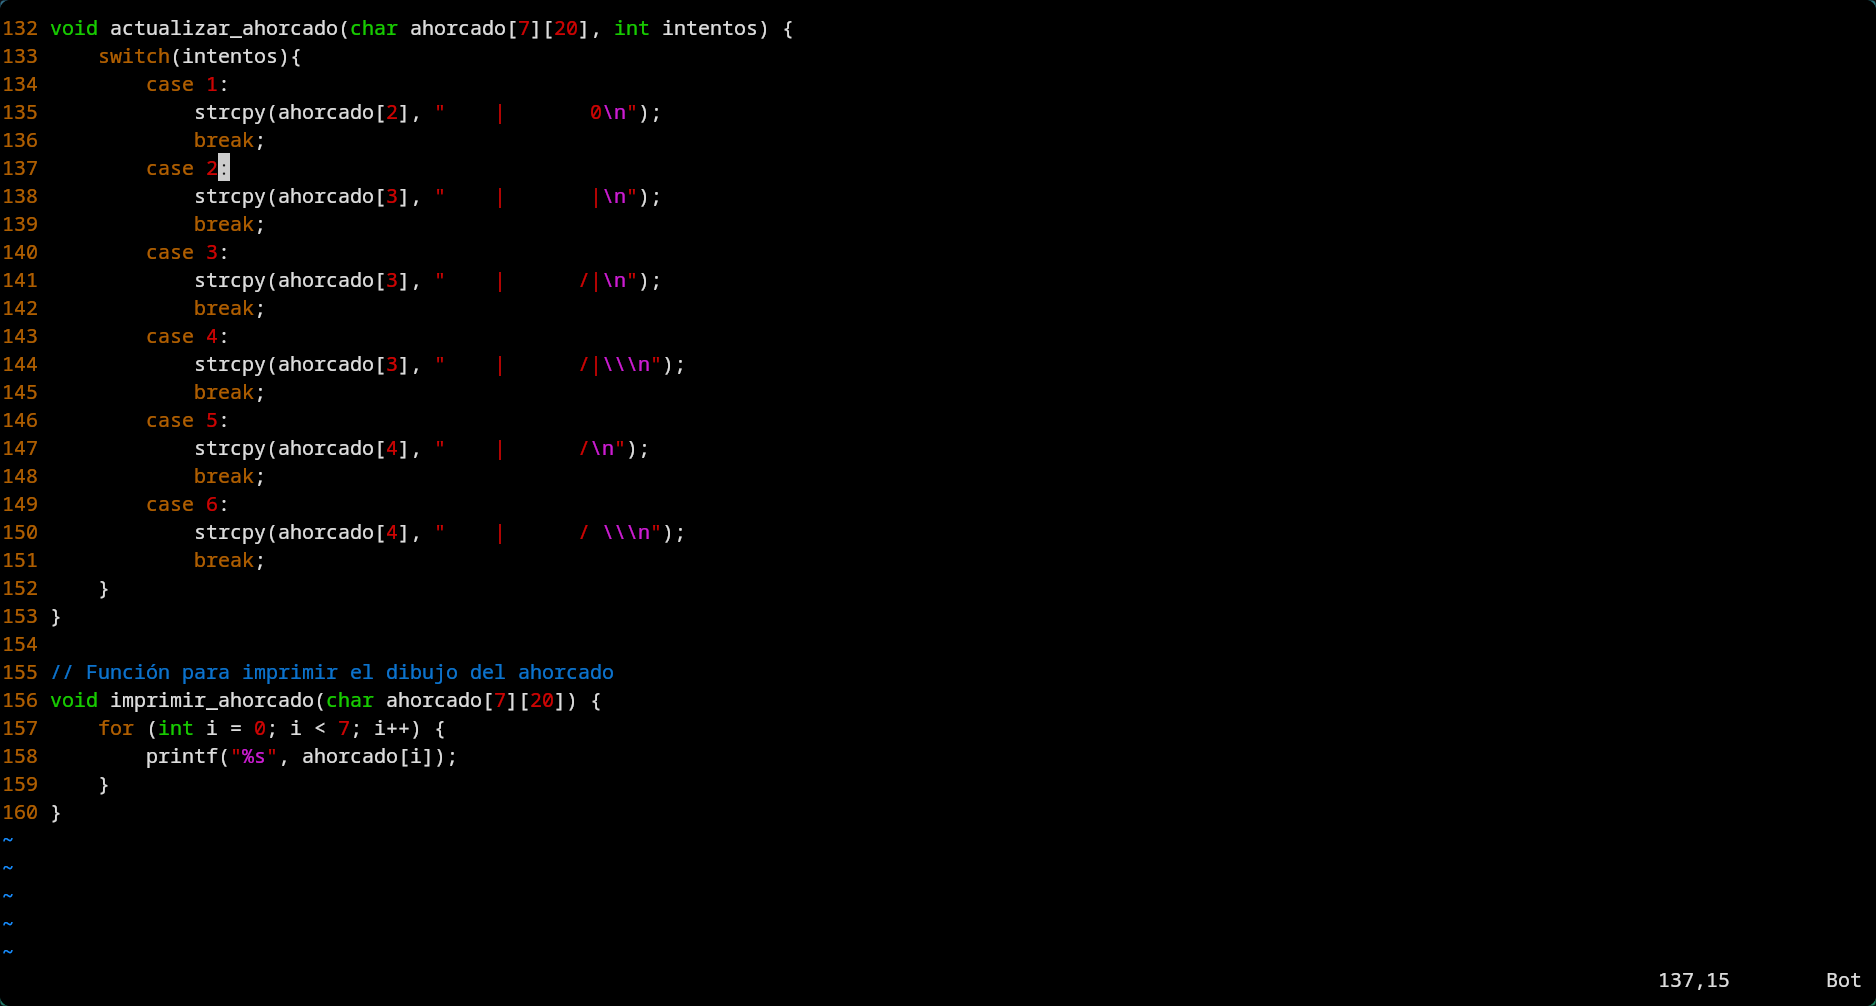 132 void actualizar_ahorcado(char ahorcado[7][20], int intentos) {
133     switch(intentos){
134         case 1:
135             strcpy(ahorcado[2], "    |       0\n");
136             break;
137         case 2:
138             strcpy(ahorcado[3], "    |       |\n");
139             break;
140         case 3:
141             strcpy(ahorcado[3], "    |      /|\n");
142             break;
143         case 4:
144             strcpy(ahorcado[3], "    |      /|\\\n");
145             break;
146         case 5:
147             strcpy(ahorcado[4], "    |      /\n");
148             break;
149         case 6:
150             strcpy(ahorcado[4], "    |      / \\\n");
151             break;
152     }
153 }
154
155 // Función para imprimir el dibujo del ahorcado
156 void imprimir_ahorcado(char ahorcado[7][20]) {
157     for (int i = 0; i < 7; i++) {
158         printf("%s", ahorcado[i]);
159     }
160 }
~
~
~
~
~
137,15        Bot